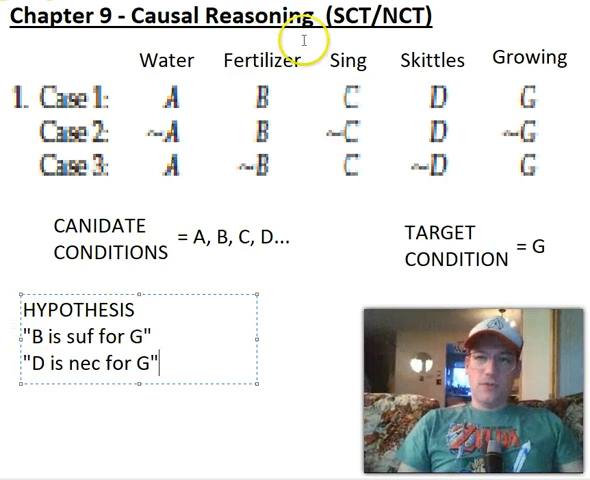 Chapter 9 - Causal Reasoning (SCT/NCT)
Water Fertilizer Sing Skittles Growing
1. Case 1: A B C D G
Case 2: ~A B ~C D ~G
Case 3: A ~B C ~D G
CANIDATE
CONDITIONS = A, B, C, D...
TARGET
CONDITION = G
HYPOTHESIS
"B is suf for G"
"D is nec for G"
A
ZELDA